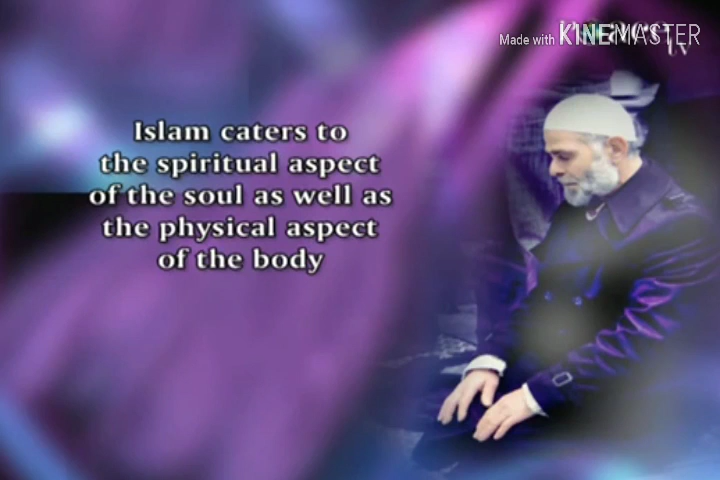 Made with KINEMASTER
tv
Islam caters to
the spiritual aspect
of the soul as well as
the physical aspect
of the body